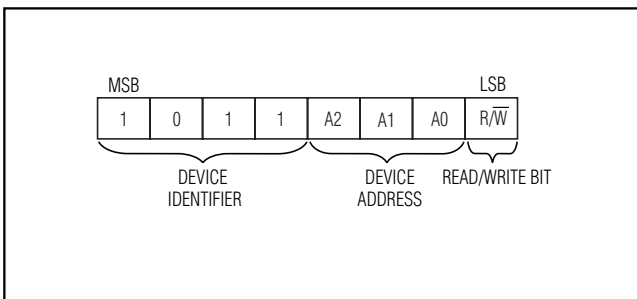 MSB LSB
1 0 1 1 A2 A1 A0 R/W̅
DEVICE DEVICE READ/WRITE BIT
IDENTIFIER ADDRESS